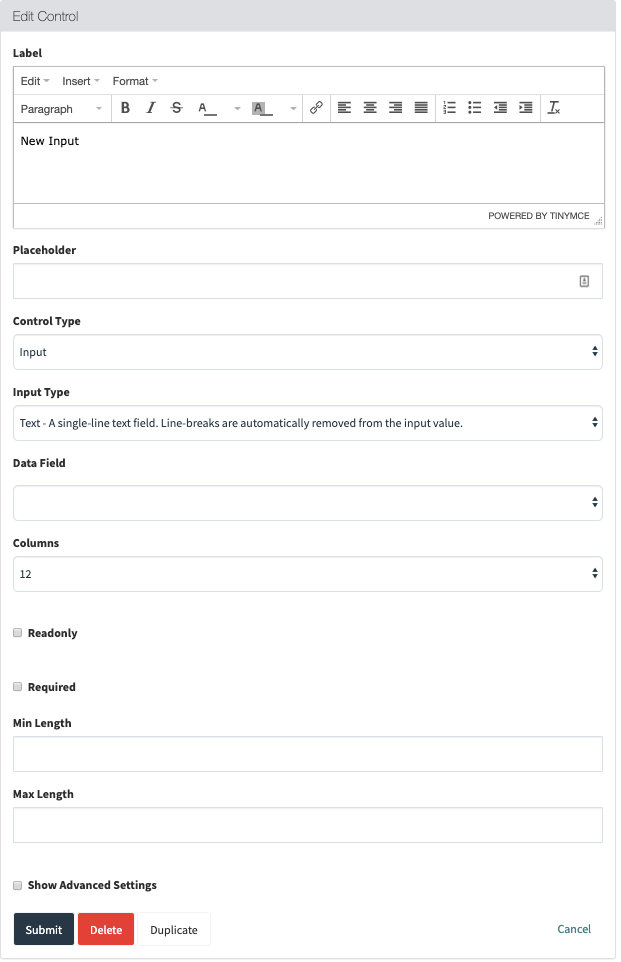 Edit Control
Label
Edit Insert Format
Paragraph B I S A A Tx
New Input
POWERED BY TINYMCE
Placeholder
Control Type
Input
Input Type
Text - A single-line text field. Line-breaks are automatically removed from the input value.
Data Field
Columns
12
Readonly
Required
Min Length
Max Length
Show Advanced Settings
Submit Delete Duplicate Cancel